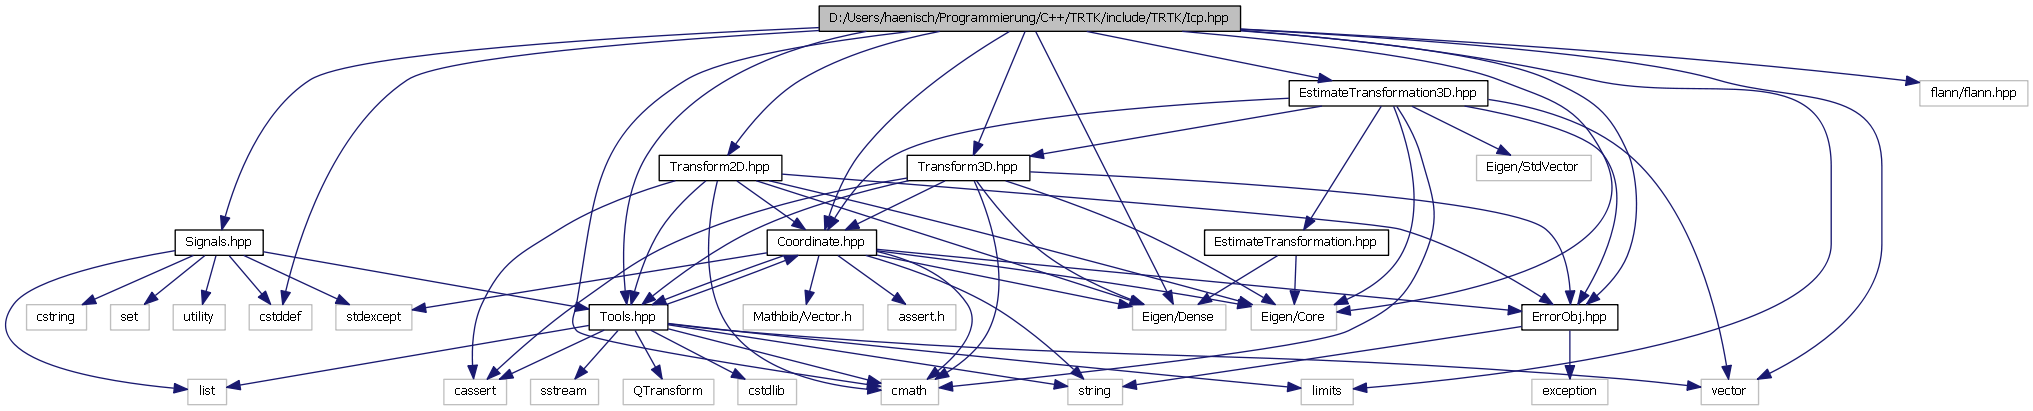 D:/Users/haenisch/Programmierung/C++/TRTK/include/TRTK/Icp.hpp
EstimateTransformation3D.hpp
flann/flann.hpp
Transform2D.hpp
Transform3D.hpp
Eigen/StdVector
Signals.hpp
Coordinate.hpp
EstimateTransformation.hpp
cstring
set
utility
cstddef
stdexcept
Tools.hpp
Mathbib/Vector.h
assert.h
Eigen/Dense
Eigen/Core
ErrorObj.hpp
list
cassert
sstream
QTransform
cstdlib
cmath
string
limits
exception
vector